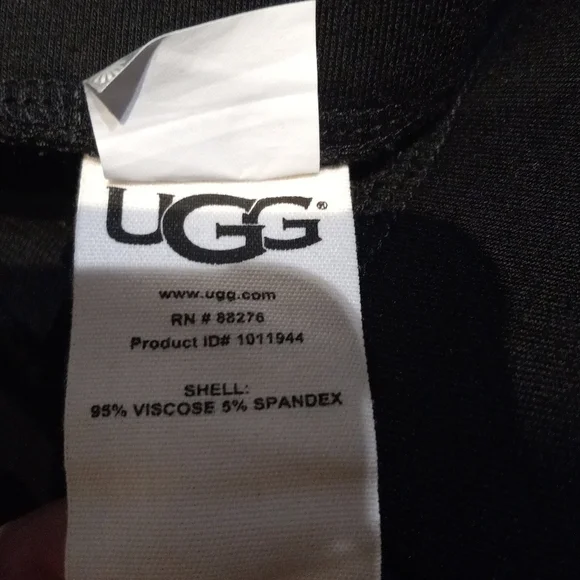 UGG®
www.ugg.com
RN # 88276
Product ID# 1011944
SHELL:
95% VISCOSE 5% SPANDEX